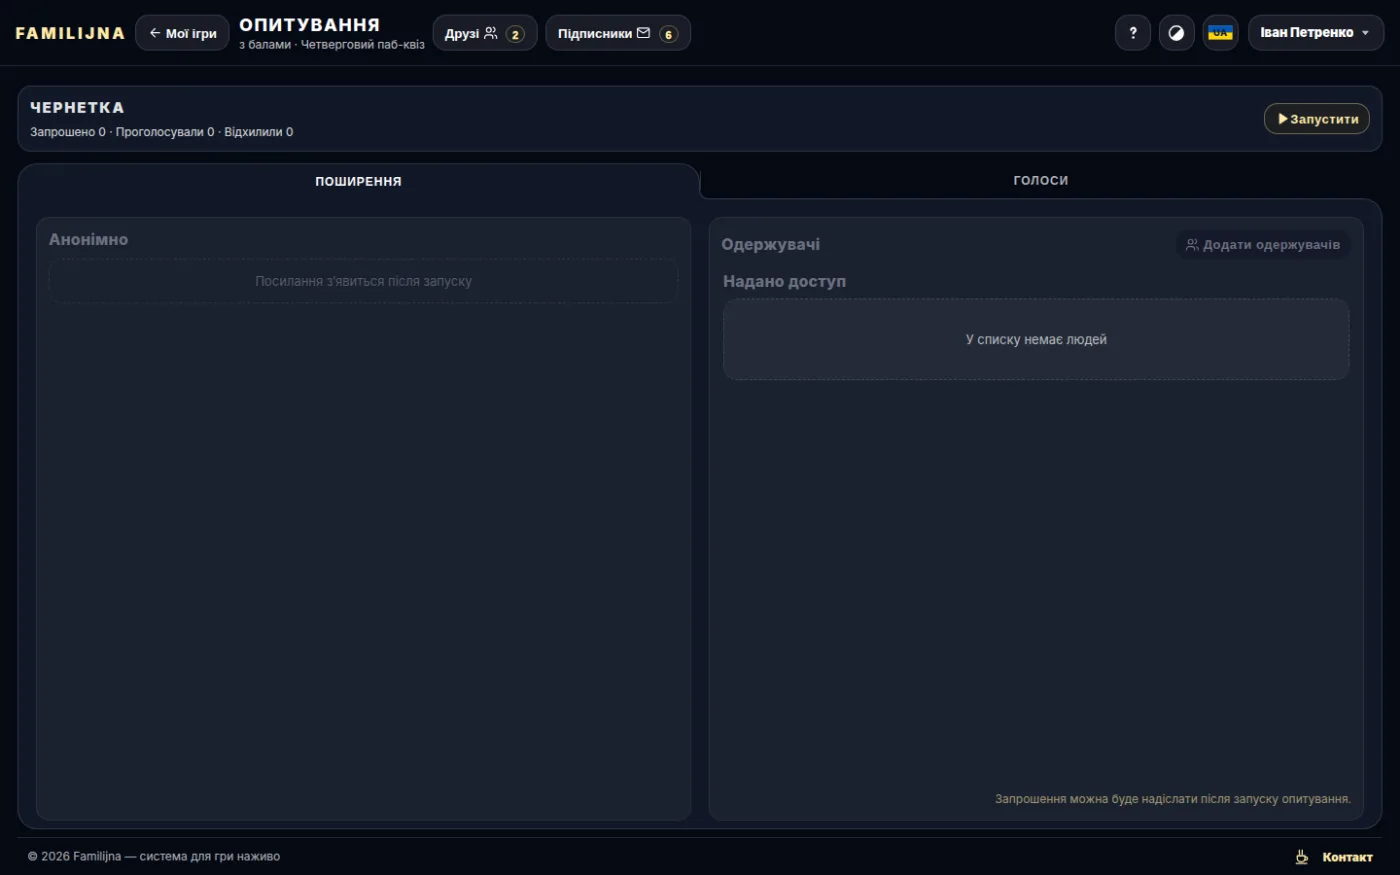 FAMILIJNA
← Мої ігри
ОПИТУВАННЯ
з балами · Четверговий паб-квіз
Друзі 2
Підписники 6
?
UA
Іван Петренко
ЧЕРНЕТКА
Запрошено 0 · Проголосували 0 · Відхилили 0
Запустити
ПОШИРЕННЯ
ГОЛОСИ
Анонімно
Посилання з'явиться після запуску
Одержувачі
Додати одержувачів
Надано доступ
У списку немає людей
Запрошення можна буде надіслати після запуску опитування.
© 2026 Familijna — система для гри наживо
Контакт